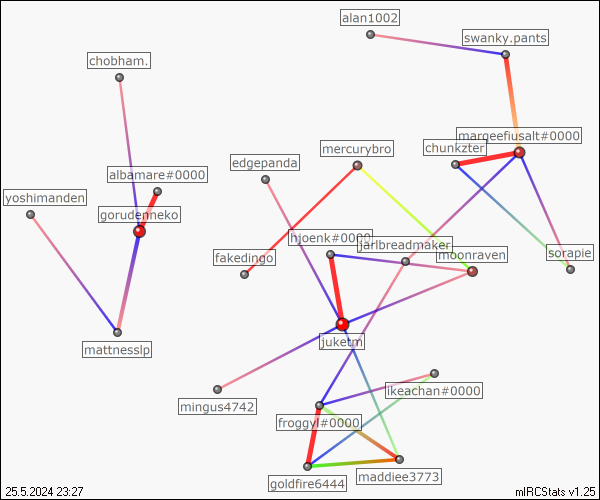 alan1002
swanky.pants
chobham.
margeefiusalt#0000
chunkzter
mercurybro
edgepanda
albamare#0000
yoshimanden
gorudenneko
hjoenk#0000
jarlbreadmaker
moonraven
sorapie
fakedingo
juketm
mattnesslp
ikeachan#0000
mingus4742
froggyl#0000
maddiee3773
goldfire6444
25.5.2024 23:27
mIRCStats v1.25